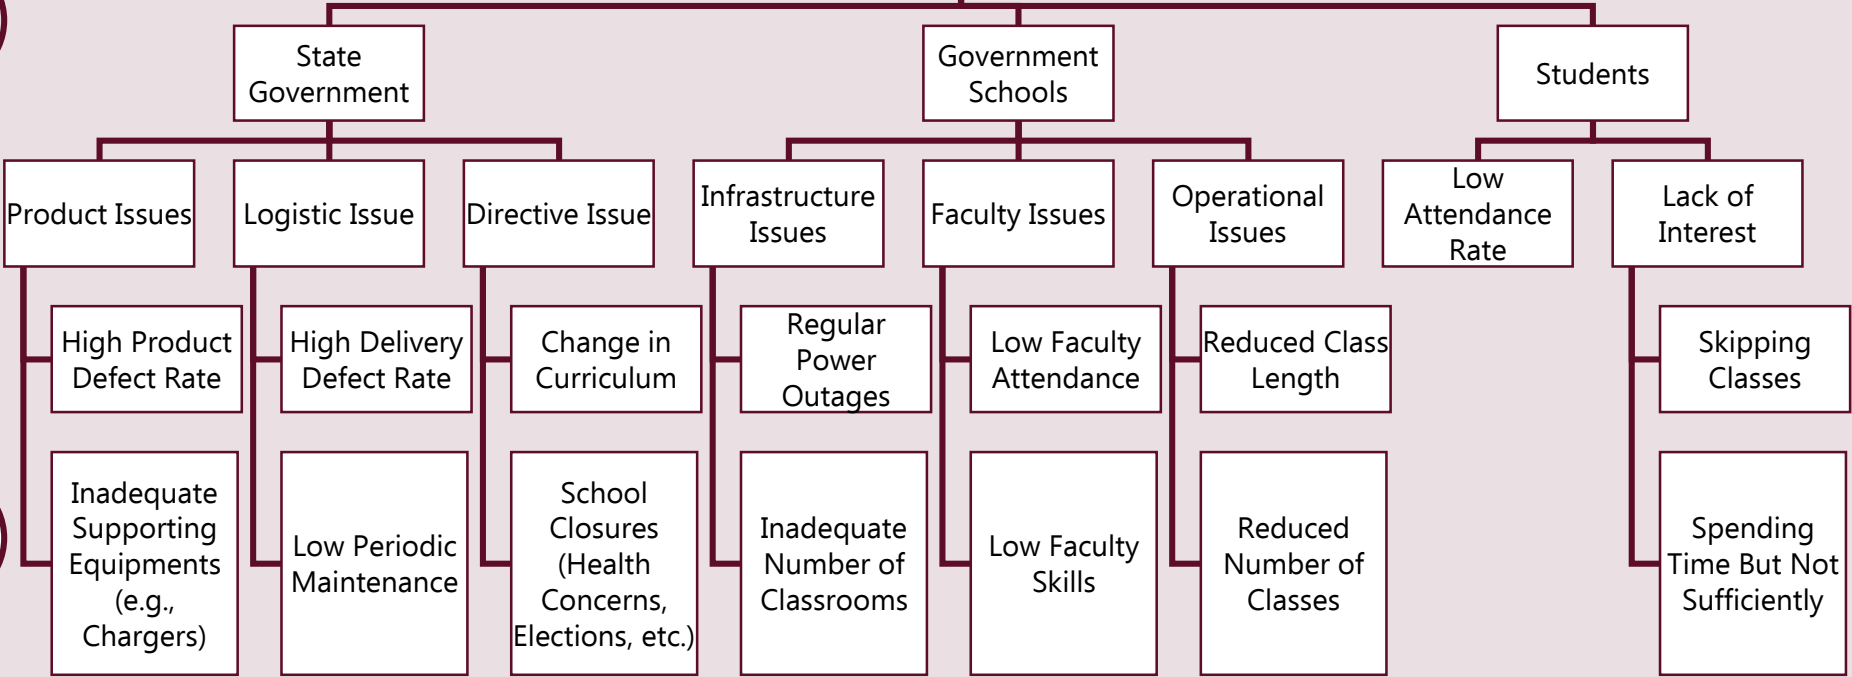 State
Government
Government
Schools
Students
Product Issues
Logistic Issue
Directive Issue
Infrastructure
Issues
Faculty Issues
Operational
Issues
Low
Attendance
Rate
Lack of
Interest
High Product
Defect Rate
High Delivery
Defect Rate
Change in
Curriculum
Regular
Power
Outages
Low Faculty
Attendance
Reduced Class
Length
Skipping
Classes
Inadequate
Supporting
Equipments
(e.g.,
Chargers)
Low Periodic
Maintenance
School
Closures
(Health
Concerns,
Elections, etc.)
Inadequate
Number of
Classrooms
Low Faculty
Skills
Reduced
Number of
Classes
Spending
Time But Not
Sufficiently